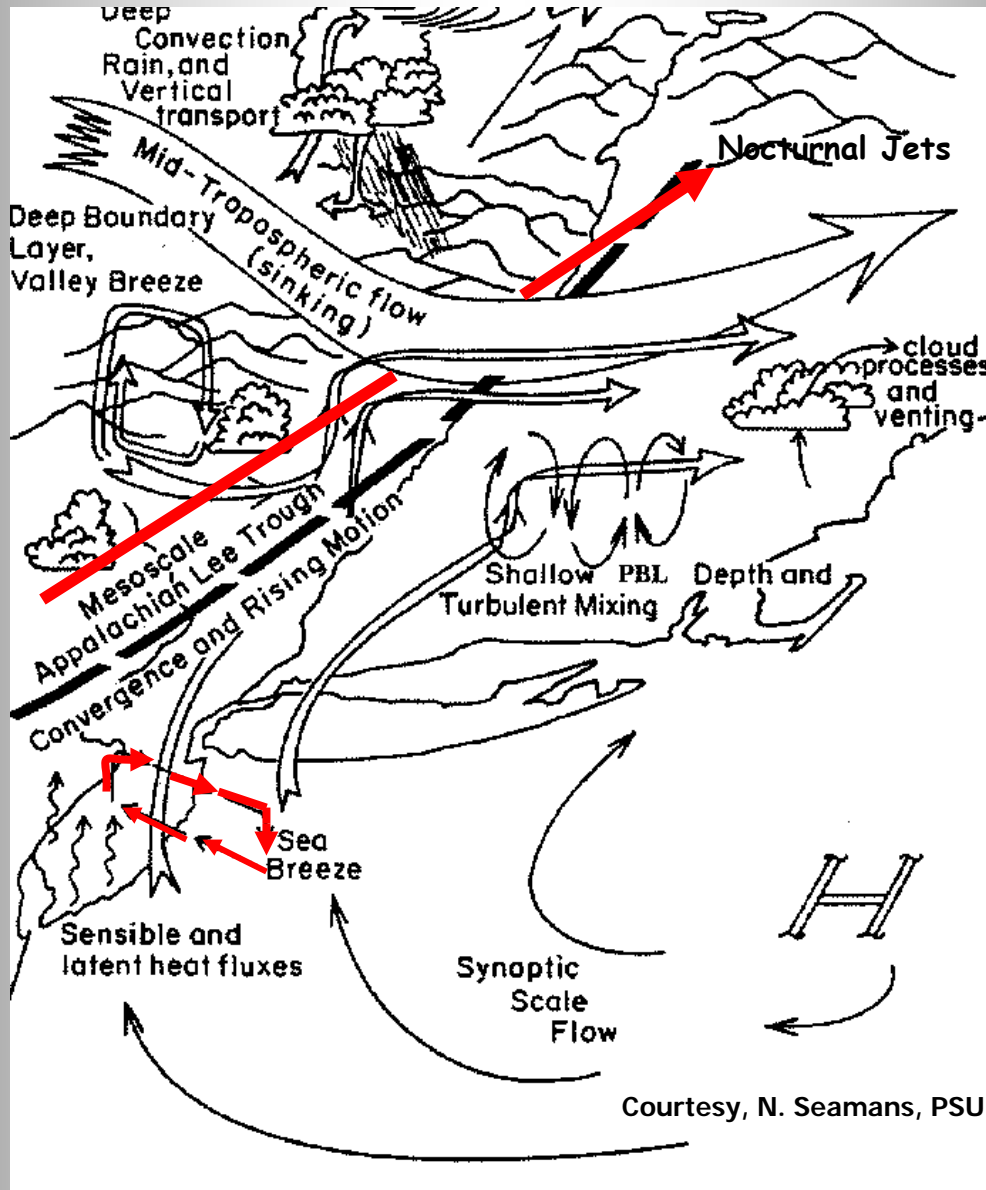 Deep
Convection,
Rain, and
Vertical
transport
Nocturnal Jets
Mid-Tropospheric flow
(sinking)
Deep Boundary
Layer,
Valley Breeze
cloud
processes
and
venting
Mesoscale
Appalachian Lee Trough
Convergence and Rising Motion
Shallow PBL Depth and
Turbulent Mixing
Sea
Breeze
H
Sensible and
latent heat fluxes
Synoptic
Scale
Flow
Courtesy, N. Seamans, PSU